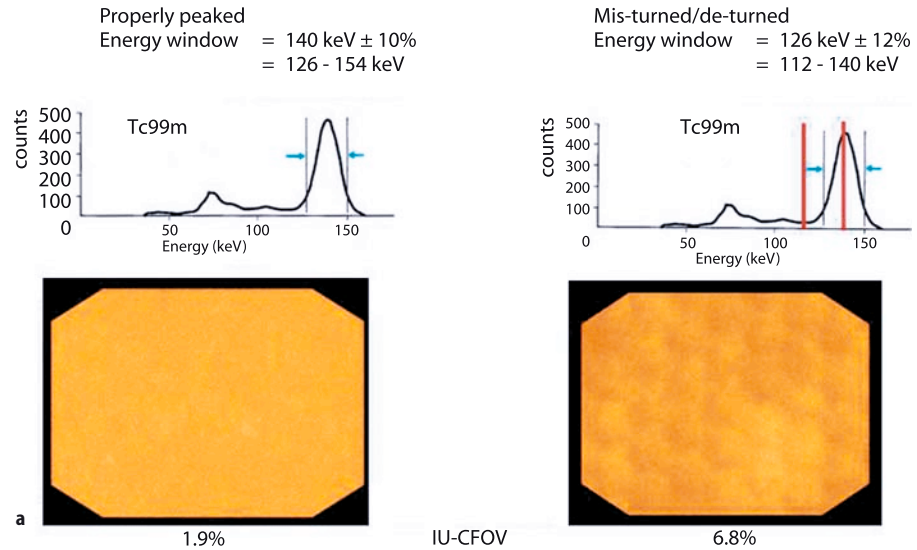 Properly peaked
Energy window = 140 keV ± 10%
= 126 - 154 keV
Mis-turned/de-turned
Energy window = 126 keV ± 12%
= 112 - 140 keV
counts
500
400
300
200
100
0
Tc99m
50
100
150
Energy (keV)
counts
500
400
300
200
100
0
Tc99m
50
100
150
Energy (keV)
a
1.9%
IU-CFOV
6.8%